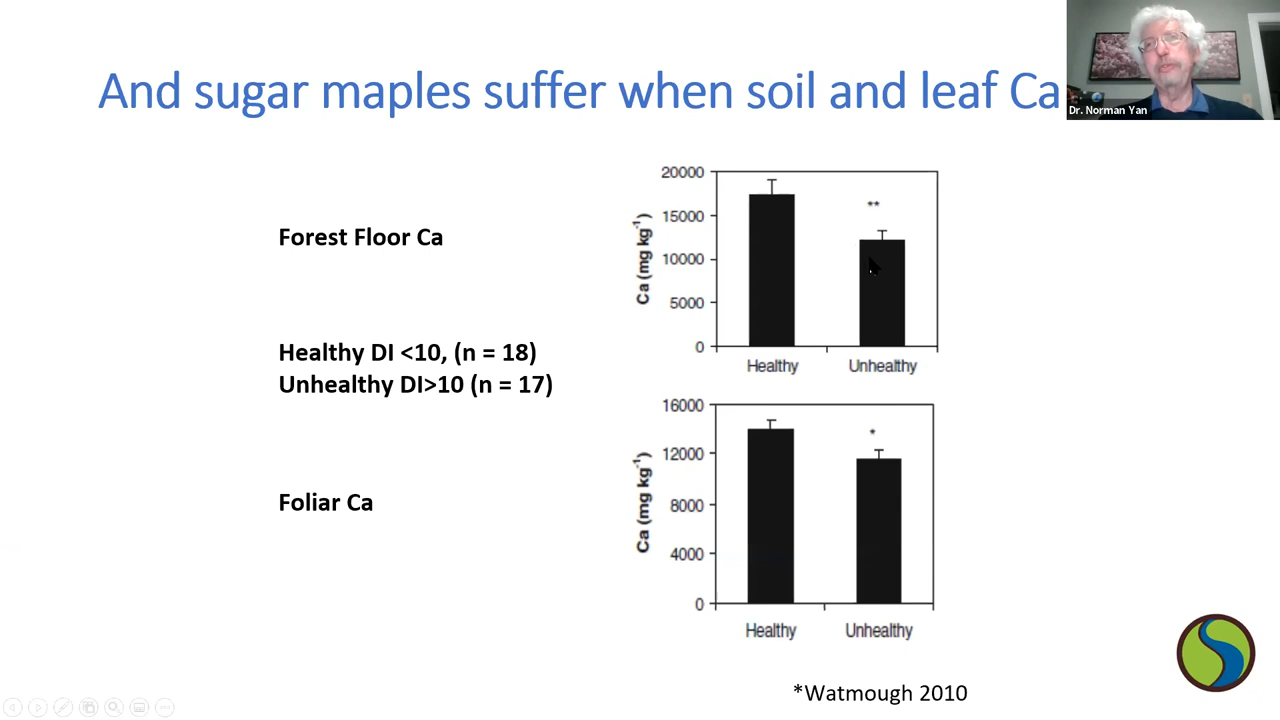 And sugar maples suffer when soil and leaf Ca
Dr. Norman Yan
Forest Floor Ca
Healthy DI <10, (n = 18)
Unhealthy DI>10 (n = 17)
Foliar Ca
20000
15000
10000
5000
0
Ca (mg kg-1)
**
Healthy Unhealthy
16000
12000
8000
4000
0
Ca (mg kg-1)
*
Healthy Unhealthy
*Watmough 2010